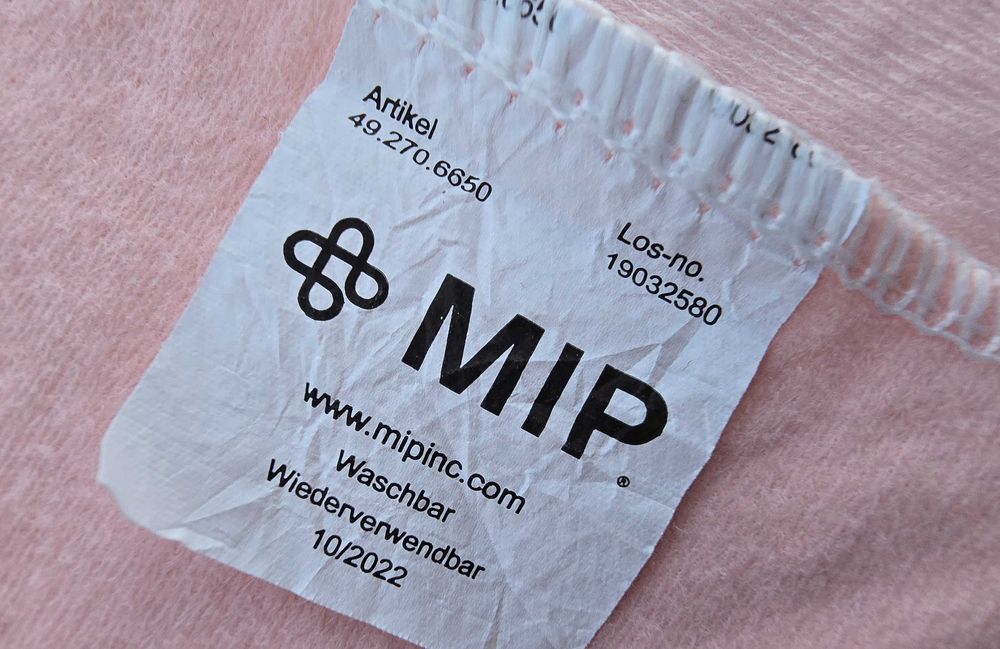 Artikel
49.270.6650
Los-no.
19032580
MIP
®
www.mipinc.com
Waschbar
Wiederverwendbar
10/2022